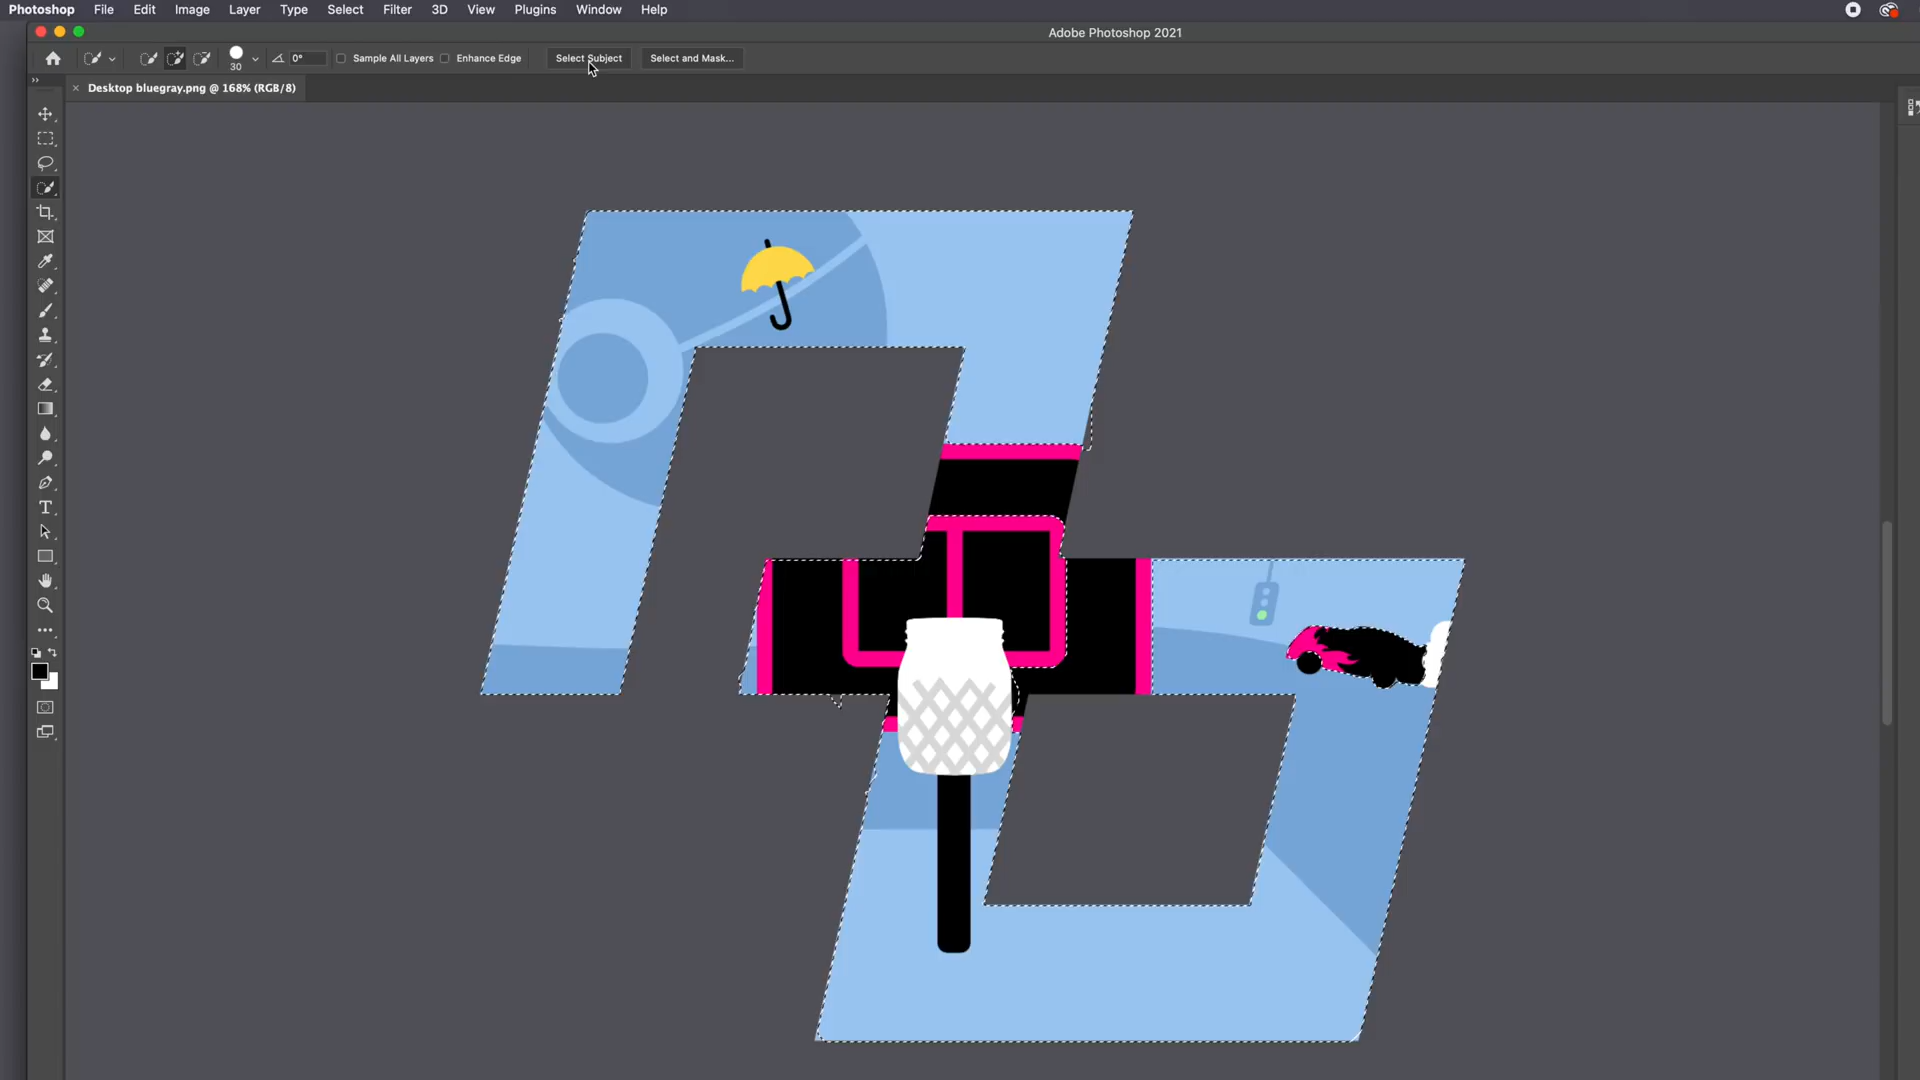 Photoshop File Edit Image Layer Type Select Filter 3D View Plugins Window Help
Adobe Photoshop 2021
30 0° Sample All Layers Enhance Edge Select Subject Select and Mask...
Desktop bluegray.png @ 168% (RGB/8)